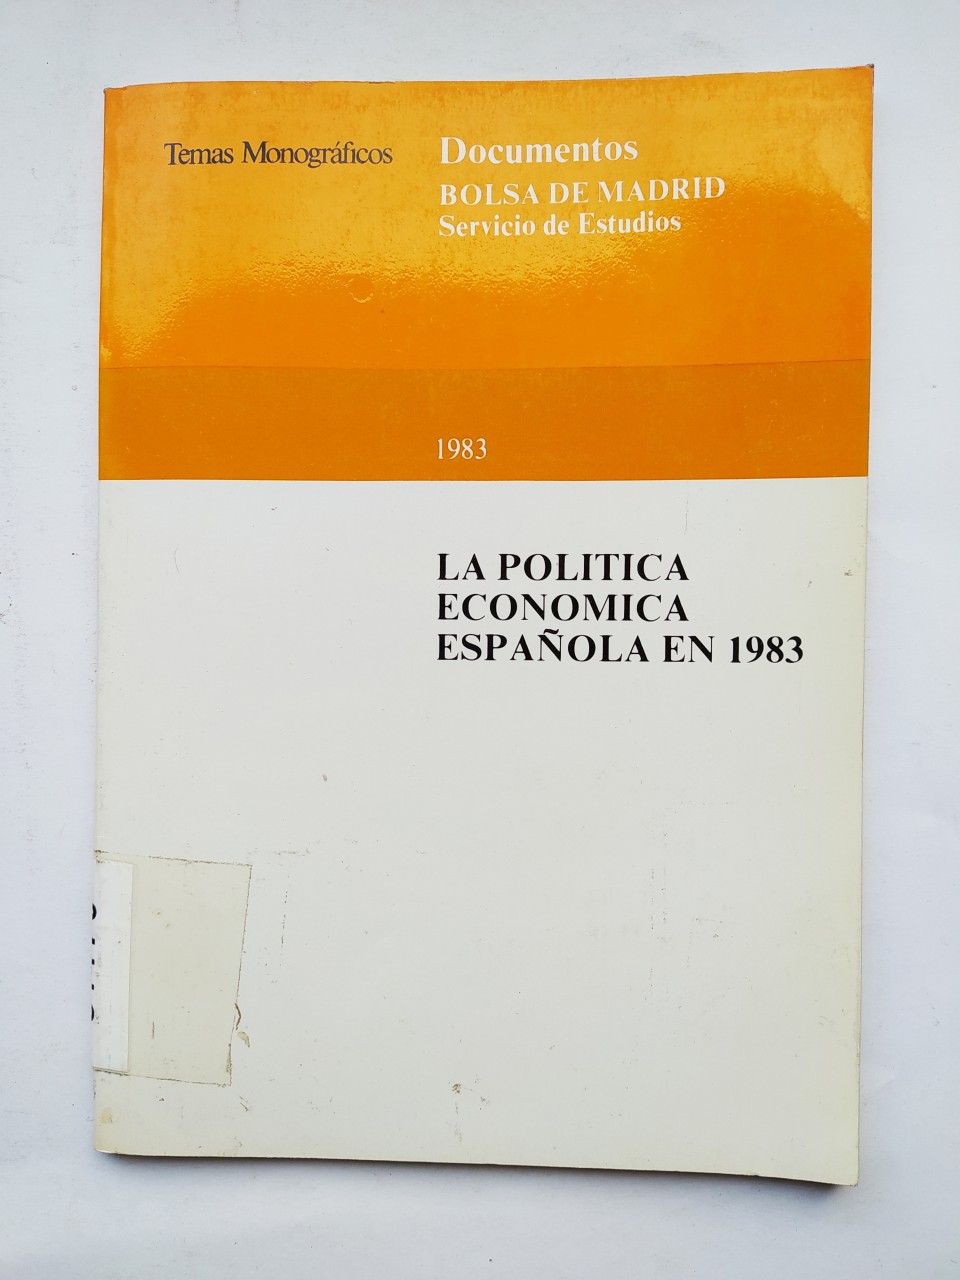 Temas Monográficos
Documentos
BOLSA DE MADRID
Servicio de Estudios
1983
LA POLITICA
ECONOMICA
ESPAÑOLA EN 1983